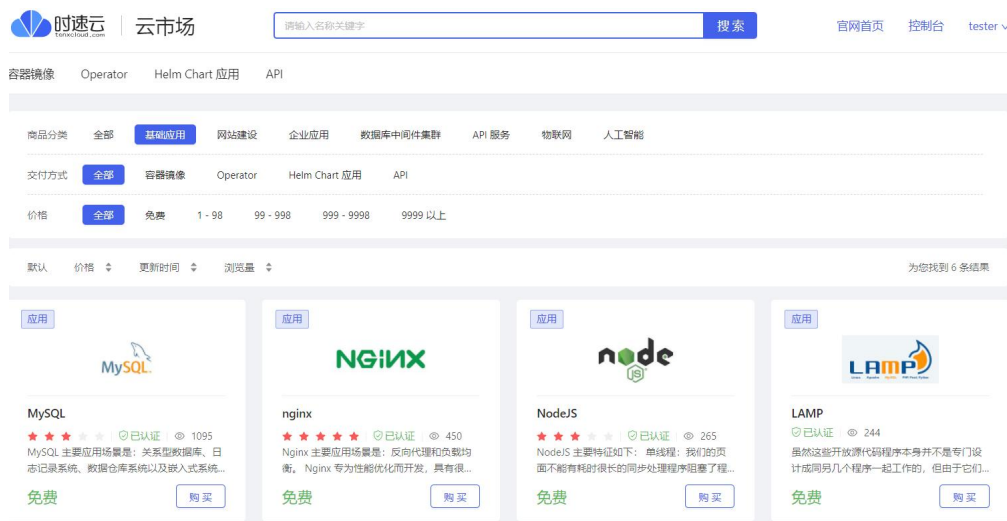 时速云 云市场 请输入名称关键字 搜索 官网首页 控制台 tester
tenxcloud.com
容器镜像 Operator Helm Chart 应用 API
商品分类 全部 基础应用 网站建设 企业应用 数据库中间件集群 API 服务 物联网 人工智能
交付方式 全部 容器镜像 Operator Helm Chart 应用 API
价格 全部 免费 1 - 98 99 - 998 999 - 9998 9999 以上
默认 价格 更新时间 浏览量 为您找到 6 条结果
应用
MySQL
MySQL
已认证 1095
MySQL 主要应用场景是：关系型数据库、日
志记录系统、数据仓库系统以及嵌入式系统...
免费 购买
应用
NGINX
nginx
已认证 450
Nginx 主要应用场景是：反向代理和负载均
衡。 Nginx 专为性能优化而开发，具有很...
免费 购买
应用
node
JS
NodeJS
已认证 265
NodeJS 主要特征如下： 单线程：我们的页
面不能有耗时很长的同步处理程序阻塞了程...
免费 购买
应用
LAMP
LAMP
已认证 244
虽然这些开放源代码程序本身并不是专门设
计成同另几个程序一起工作的，但由于它们...
免费 购买